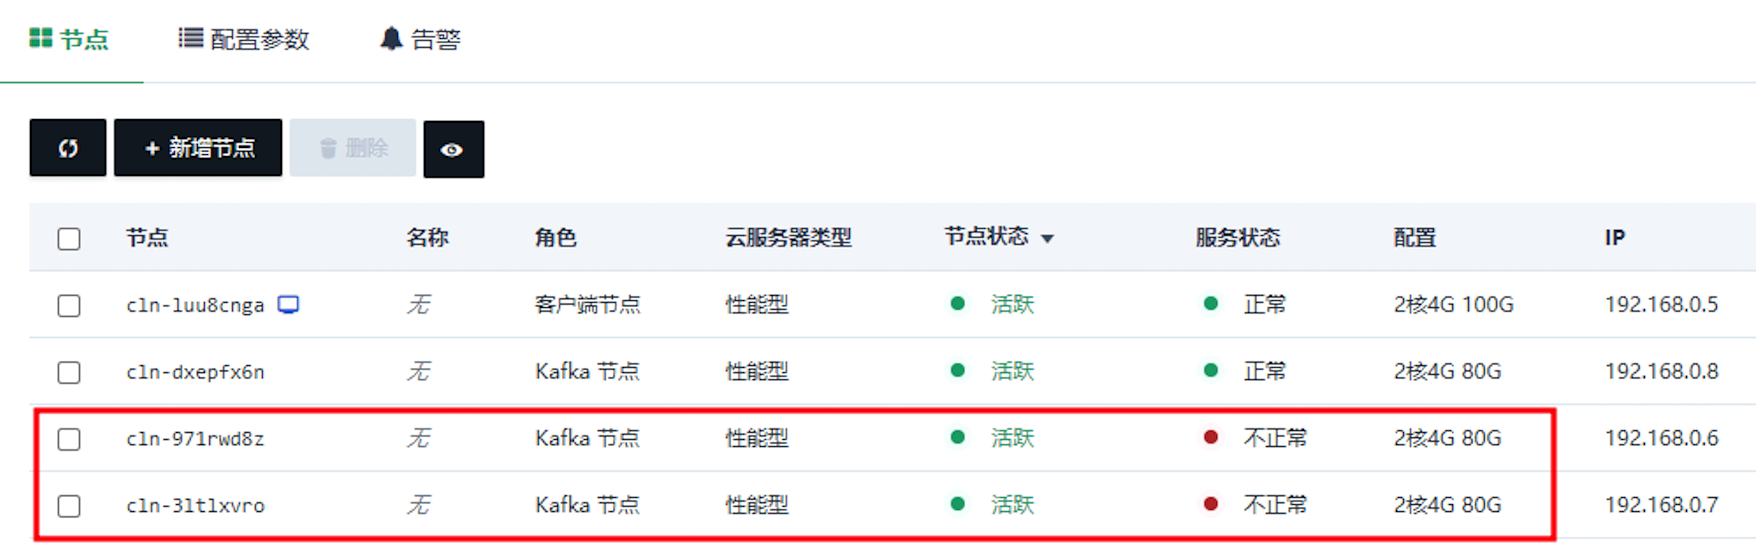 节点 配置参数 告警
+ 新增节点 删除
节点 名称 角色 云服务器类型 节点状态 服务状态 配置 IP
cln-luu8cnga 无 客户端节点 性能型 活跃 正常 2核4G 100G 192.168.0.5
cln-dxepfx6n 无 Kafka 节点 性能型 活跃 正常 2核4G 80G 192.168.0.8
cln-971rwd8z 无 Kafka 节点 性能型 活跃 不正常 2核4G 80G 192.168.0.6
cln-3ltlxvro 无 Kafka 节点 性能型 活跃 不正常 2核4G 80G 192.168.0.7